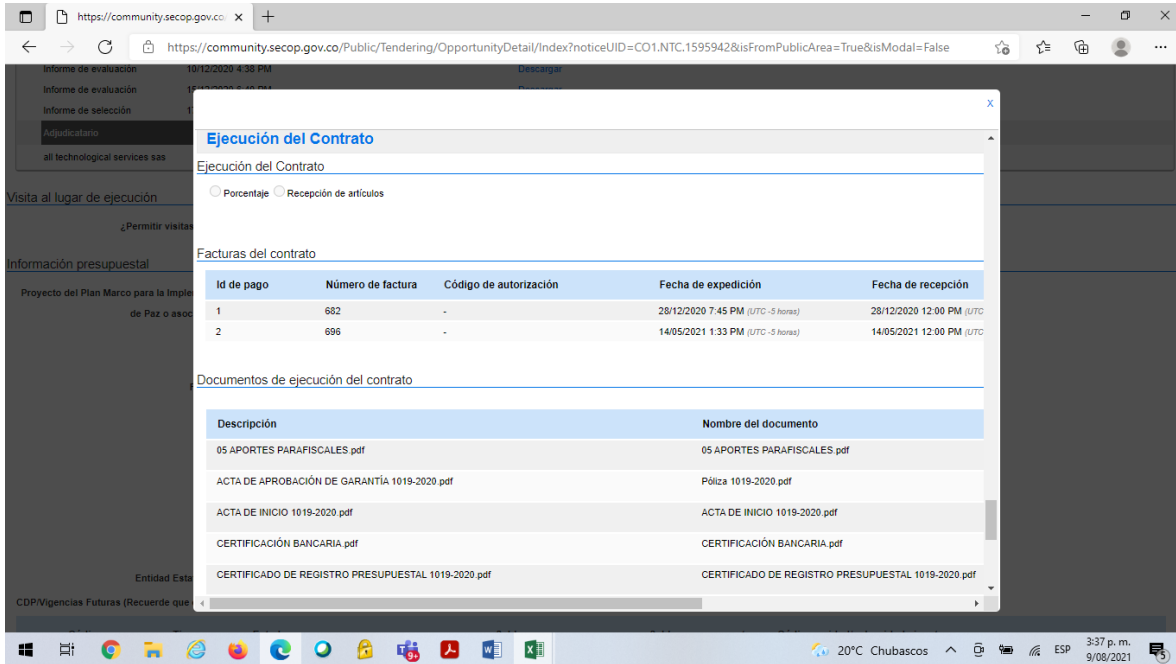 https://community.secop.gov.co
https://community.secop.gov.co/Public/Tendering/OpportunityDetail/Index?noticeUID=CO1.NTC.1595942&isFromPublicArea=True&isModal=False
Informe de evaluación 10/12/2020 4:38 PM Descargar
Informe de evaluación
Informe de selección
Adjudicatario
all technological services sas
Visita al lugar de ejecución
¿Permitir visitas
Información presupuestal
Proyecto del Plan Marco para la Imple
de Paz o asoc
Entidad Esta
CDP/Vigencias Futuras (Recuerde que
x
Ejecución del Contrato
Ejecución del Contrato
Porcentaje Recepción de artículos
Facturas del contrato
Id de pago Número de factura Código de autorización Fecha de expedición Fecha de recepción
1 682 - 28/12/2020 7:45 PM (UTC -5 horas) 28/12/2020 12:00 PM (UTC
2 696 - 14/05/2021 1:33 PM (UTC -5 horas) 14/05/2021 12:00 PM (UTC
Documentos de ejecución del contrato
Descripción Nombre del documento
05 APORTES PARAFISCALES.pdf 05 APORTES PARAFISCALES.pdf
ACTA DE APROBACIÓN DE GARANTÍA 1019-2020.pdf Póliza 1019-2020.pdf
ACTA DE INICIO 1019-2020.pdf ACTA DE INICIO 1019-2020.pdf
CERTIFICACIÓN BANCARIA.pdf CERTIFICACIÓN BANCARIA.pdf
CERTIFICADO DE REGISTRO PRESUPUESTAL 1019-2020.pdf CERTIFICADO DE REGISTRO PRESUPUESTAL 1019-2020.pdf
9+
20°C Chubascos ESP 3:37 p. m.
9/08/2021
5